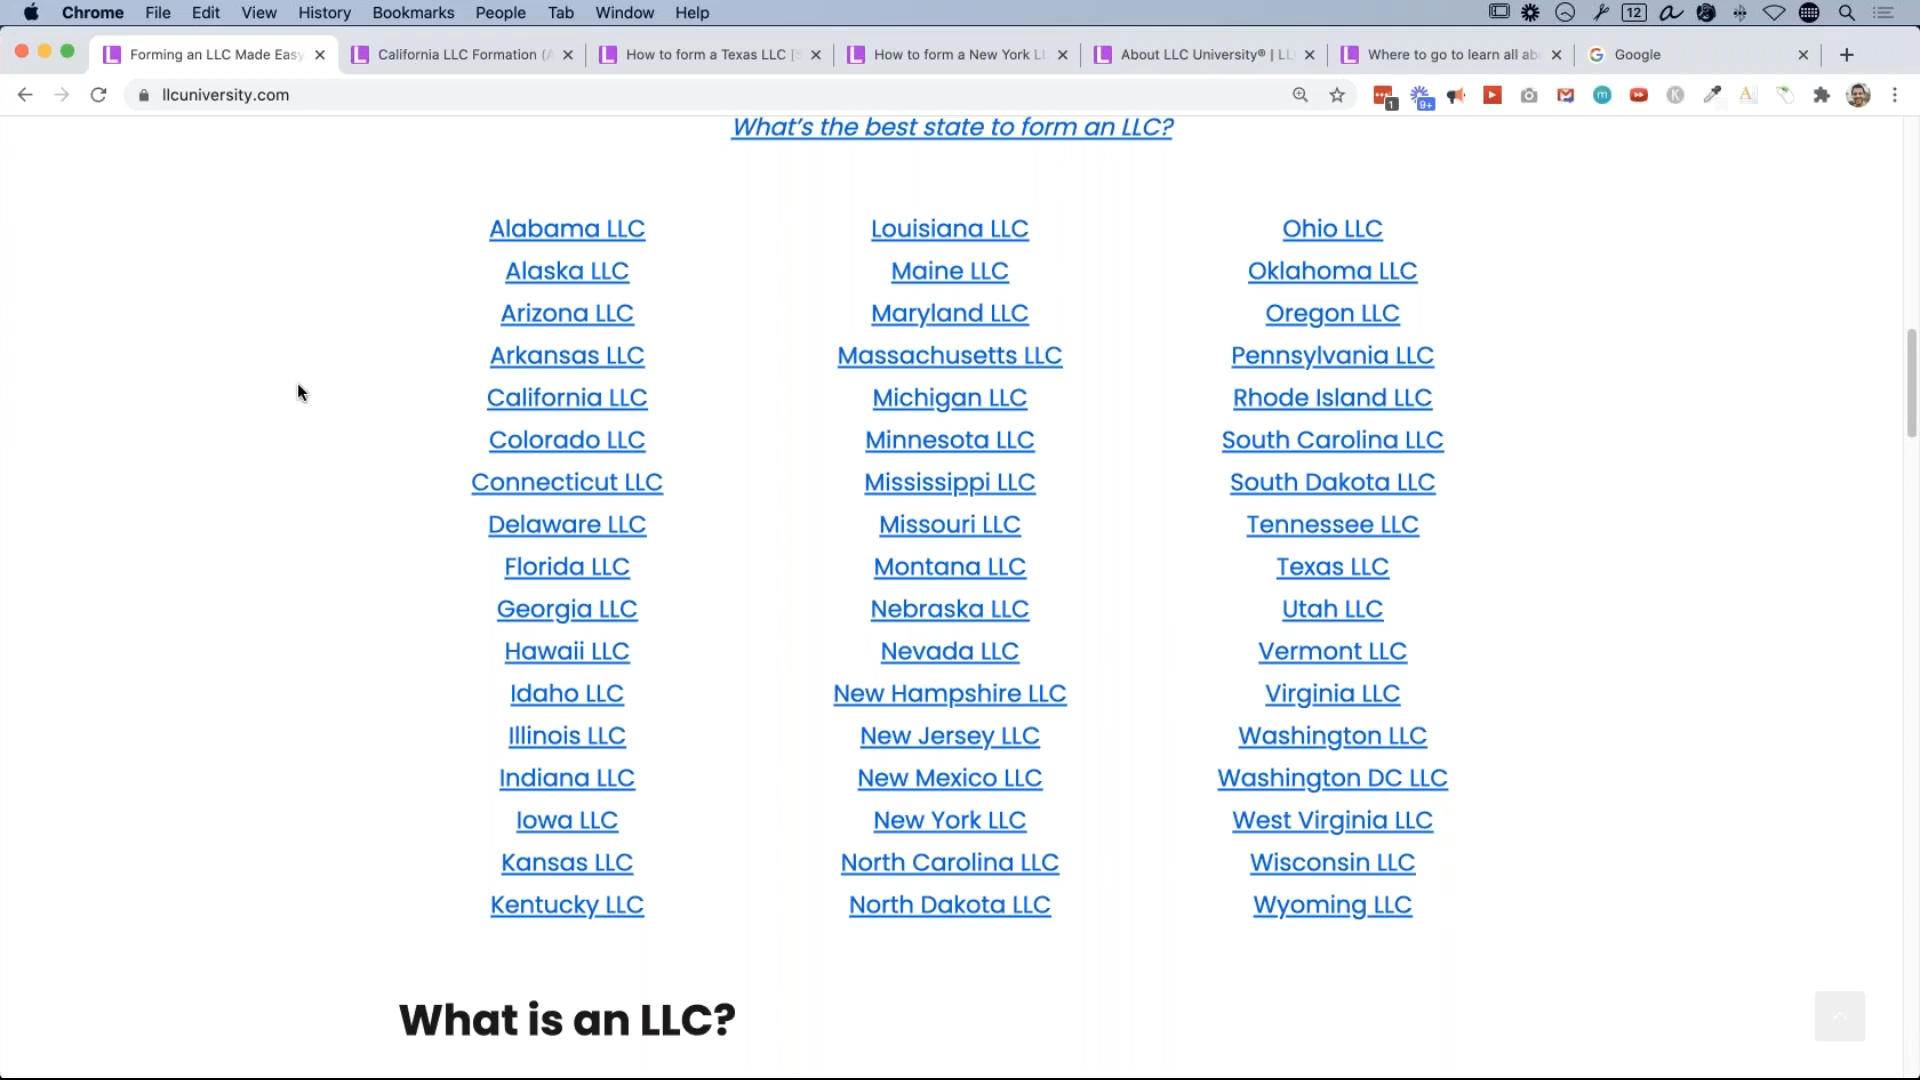 Chrome File Edit View History Bookmarks People Tab Window Help
12
Forming an LLC Made Easy
California LLC Formation (A
How to form a Texas LLC [S
How to form a New York LL
About LLC University® | LL
Where to go to learn all ab
Google
llcuniversity.com
1
9+
What's the best state to form an LLC?
Alabama LLC Louisiana LLC Ohio LLC
Alaska LLC Maine LLC Oklahoma LLC
Arizona LLC Maryland LLC Oregon LLC
Arkansas LLC Massachusetts LLC Pennsylvania LLC
California LLC Michigan LLC Rhode Island LLC
Colorado LLC Minnesota LLC South Carolina LLC
Connecticut LLC Mississippi LLC South Dakota LLC
Delaware LLC Missouri LLC Tennessee LLC
Florida LLC Montana LLC Texas LLC
Georgia LLC Nebraska LLC Utah LLC
Hawaii LLC Nevada LLC Vermont LLC
Idaho LLC New Hampshire LLC Virginia LLC
Illinois LLC New Jersey LLC Washington LLC
Indiana LLC New Mexico LLC Washington DC LLC
Iowa LLC New York LLC West Virginia LLC
Kansas LLC North Carolina LLC Wisconsin LLC
Kentucky LLC North Dakota LLC Wyoming LLC
What is an LLC?